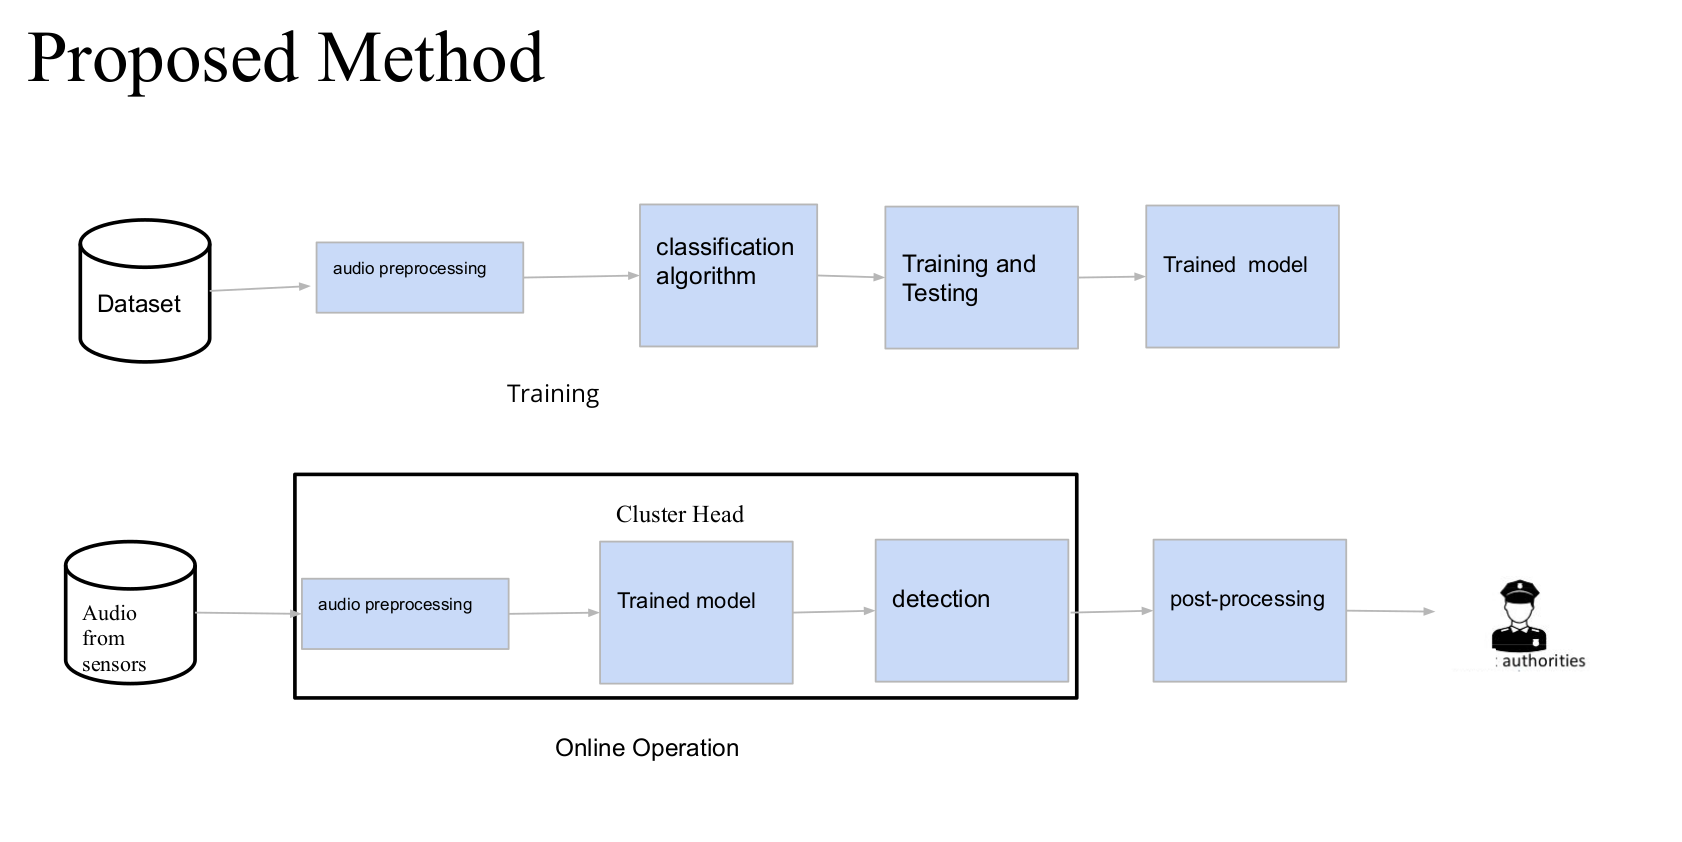 Proposed Method
Dataset
audio preprocessing
classification
algorithm
Training and
Testing
Trained  model
Training
Cluster Head
Audio
from
sensors
audio preprocessing
Trained model
detection
post-processing
authorities
Online Operation